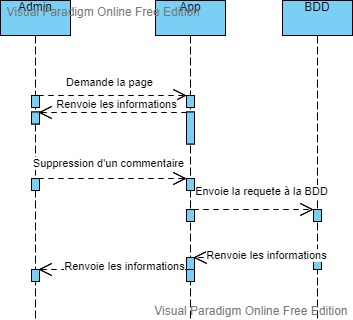 Admin
App
BDD
Visual Paradigm Online Free Edition
Demande la page
Renvoie les informations
Suppression d'un commentaire
Envoie la requete à la BDD
Renvoie les informations
Renvoie les informations
Visual Paradigm Online Free Edition